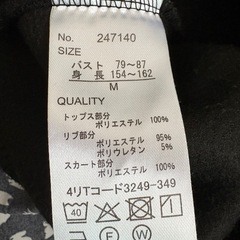 No. 247140
SIZE
バスト 79~87
身長 154~162
M
QUALITY
トップス部分
ポリエステル 100%
リブ部分
ポリエステル 95%
ポリウレタン 5%
スカート部分
ポリエステル 100%
4リテコード3249-349
40